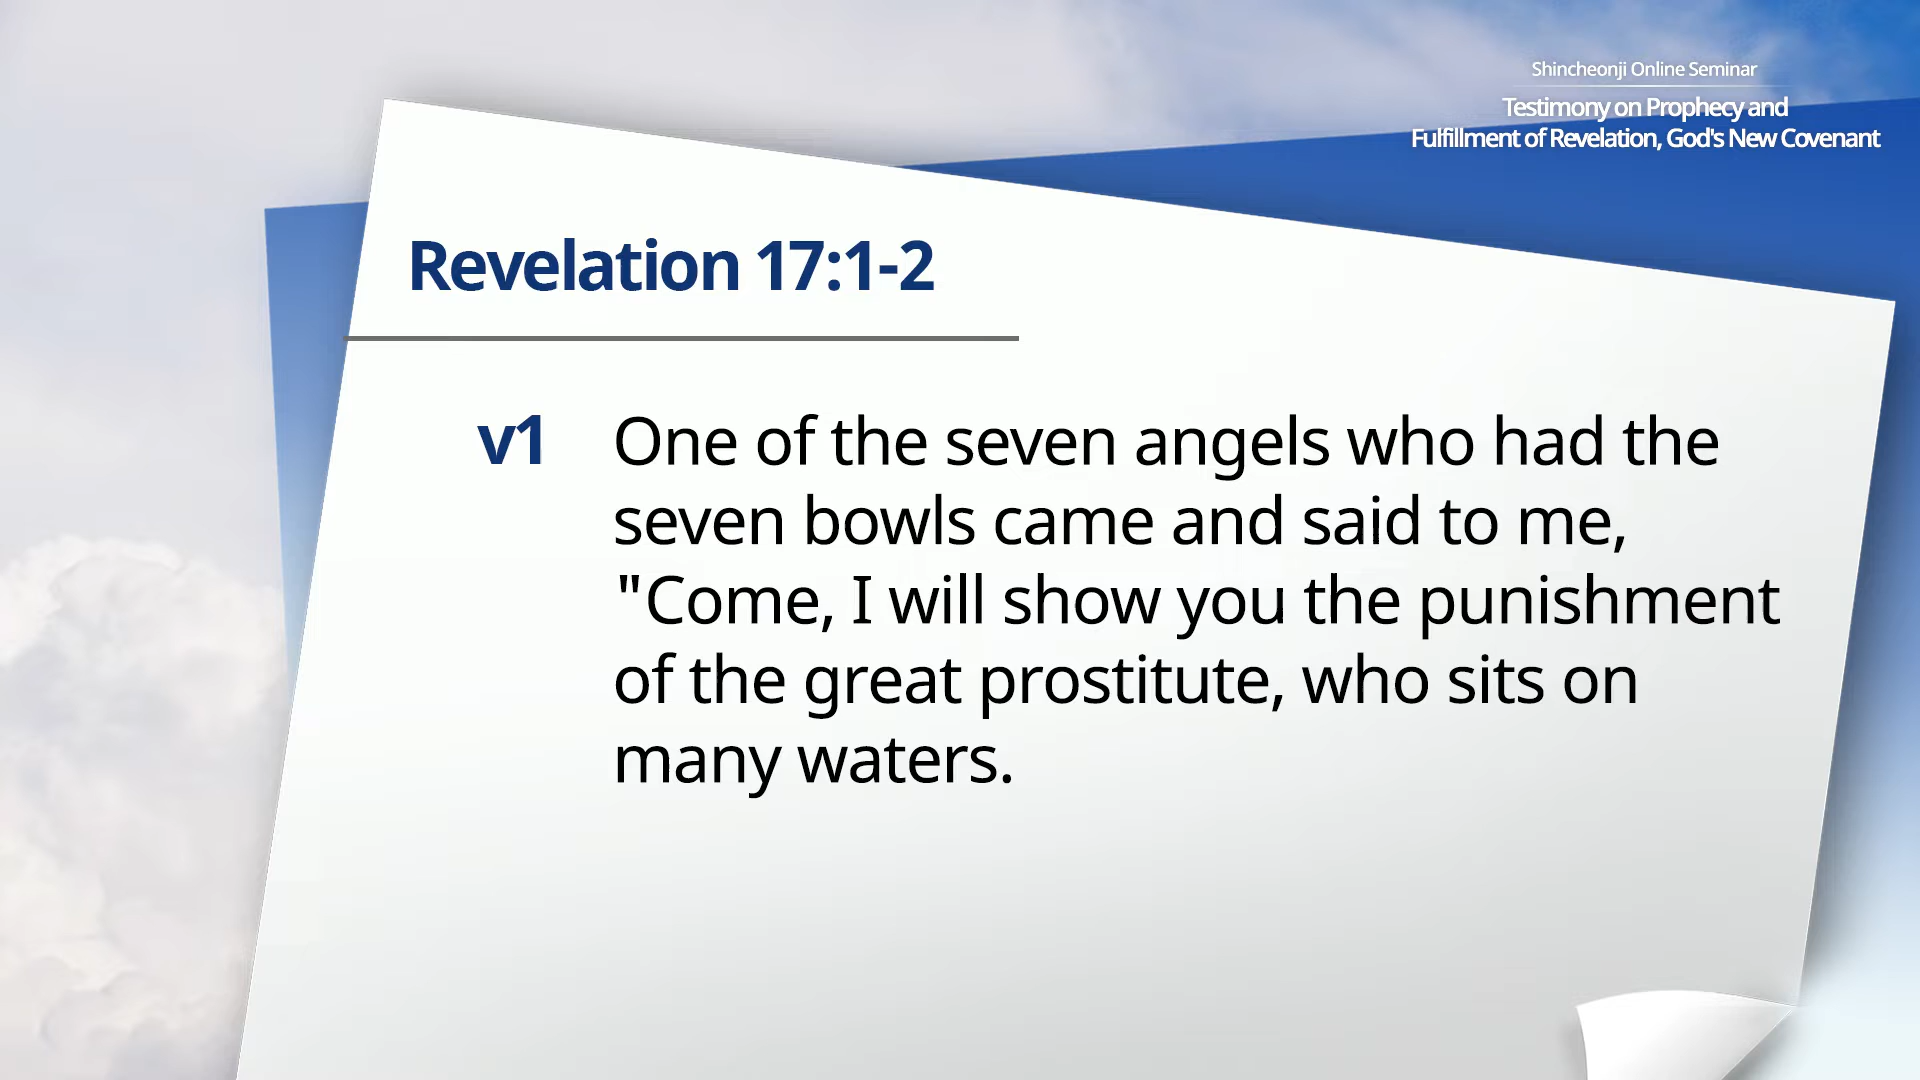 Shincheonji Online Seminar
Testimony on Prophecy and
Fulfillment of Revelation, God's New Covenant
Revelation 17:1-2
v1 One of the seven angels who had the
seven bowls came and said to me,
"Come, I will show you the punishment
of the great prostitute, who sits on
many waters.